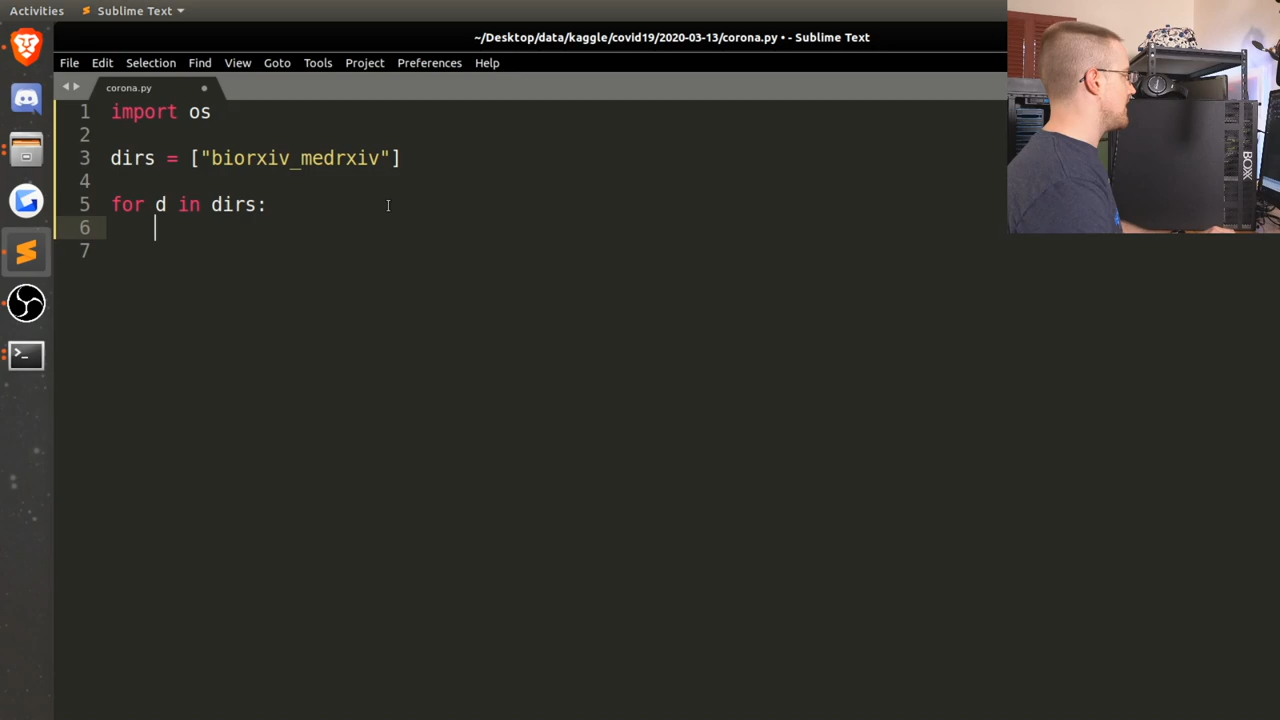 Activities Sublime Text
~/Desktop/data/kaggle/covid19/2020-03-13/corona.py • - Sublime Text
File Edit Selection Find View Goto Tools Project Preferences Help
corona.py
1 import os
2
3 dirs = ["biorxiv_medrxiv"]
4
5 for d in dirs:
6
7
BOXX